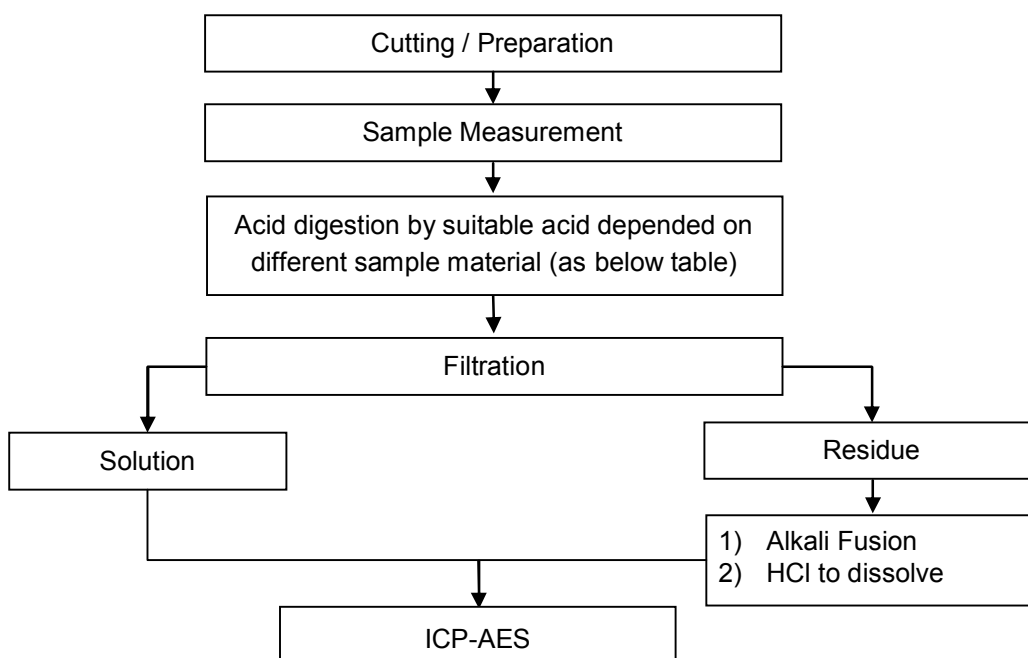 Cutting / Preparation
Sample Measurement
Acid digestion by suitable acid depended on
different sample material (as below table)
Filtration
Solution
Residue
1) Alkali Fusion
2) HCl to dissolve
ICP-AES